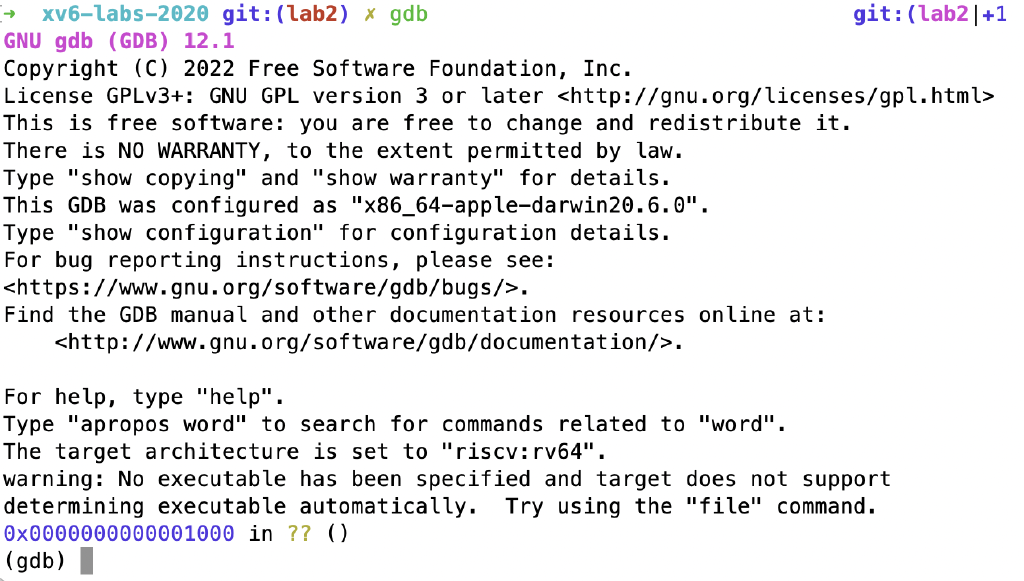 ➜  xv6-labs-2020 git:(lab2) ✗ gdb git:(lab2|+1
GNU gdb (GDB) 12.1
Copyright (C) 2022 Free Software Foundation, Inc.
License GPLv3+: GNU GPL version 3 or later <http://gnu.org/licenses/gpl.html>
This is free software: you are free to change and redistribute it.
There is NO WARRANTY, to the extent permitted by law.
Type "show copying" and "show warranty" for details.
This GDB was configured as "x86_64-apple-darwin20.6.0".
Type "show configuration" for configuration details.
For bug reporting instructions, please see:
<https://www.gnu.org/software/gdb/bugs/>.
Find the GDB manual and other documentation resources online at:
    <http://www.gnu.org/software/gdb/documentation/>.

For help, type "help".
Type "apropos word" to search for commands related to "word".
The target architecture is set to "riscv:rv64".
warning: No executable has been specified and target does not support
determining executable automatically.  Try using the "file" command.
0x0000000000001000 in ?? ()
(gdb)